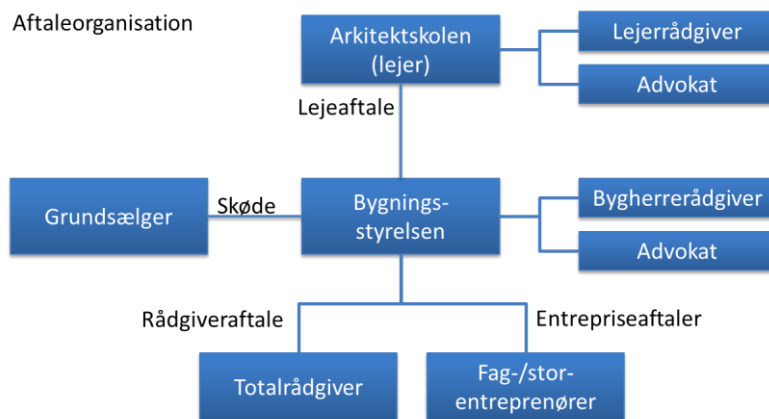 Aftaleorganisation
Arkitektskolen
(lejer)
Lejerrådgiver
Advokat
Lejeaftale
Grundsælger
Skøde
Bygnings-
styrelsen
Bygherrerådgiver
Advokat
Rådgiveraftale
Entrepriseaftaler
Totalrådgiver
Fag-/stor-
entreprenører